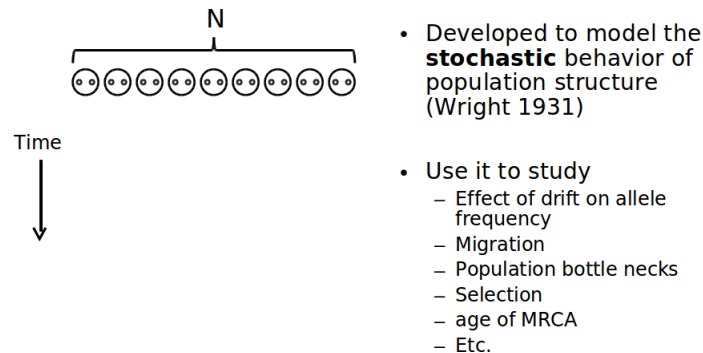 N
Time
• Developed to model the
stochastic behavior of
population structure
(Wright 1931)
• Use it to study
– Effect of drift on allele
frequency
– Migration
– Population bottle necks
– Selection
– age of MRCA
– Etc.